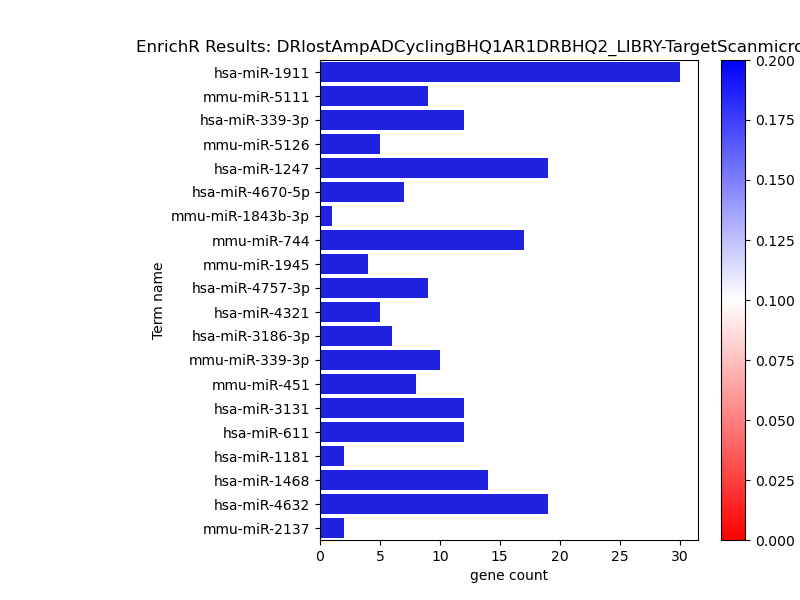 EnrichR Results: DRlostAmpADCyclingBHQ1AR1DRBHQ2_LIBRY-TargetScanmicro
hsa-miR-1911
mmu-miR-5111
hsa-miR-339-3p
mmu-miR-5126
hsa-miR-1247
hsa-miR-4670-5p
mmu-miR-1843b-3p
mmu-miR-744
mmu-miR-1945
hsa-miR-4757-3p
hsa-miR-4321
hsa-miR-3186-3p
mmu-miR-339-3p
mmu-miR-451
hsa-miR-3131
hsa-miR-611
hsa-miR-1181
hsa-miR-1468
hsa-miR-4632
mmu-miR-2137
Term name
0 5 10 15 20 25 30
gene count
0.200
0.175
0.150
0.125
0.100
0.075
0.050
0.025
0.000